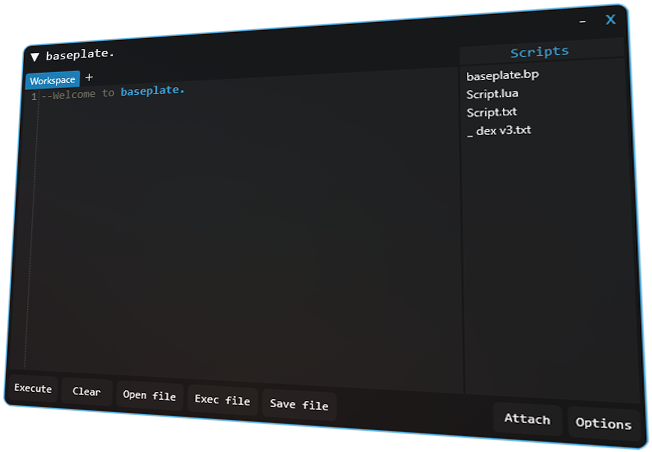 – X
▼ baseplate.
Scripts
Workspace +
1 --Welcome to baseplate.
baseplate.bp
Script.lua
Script.txt
_ dex v3.txt
Execute Clear Open file Exec file Save file Attach Options